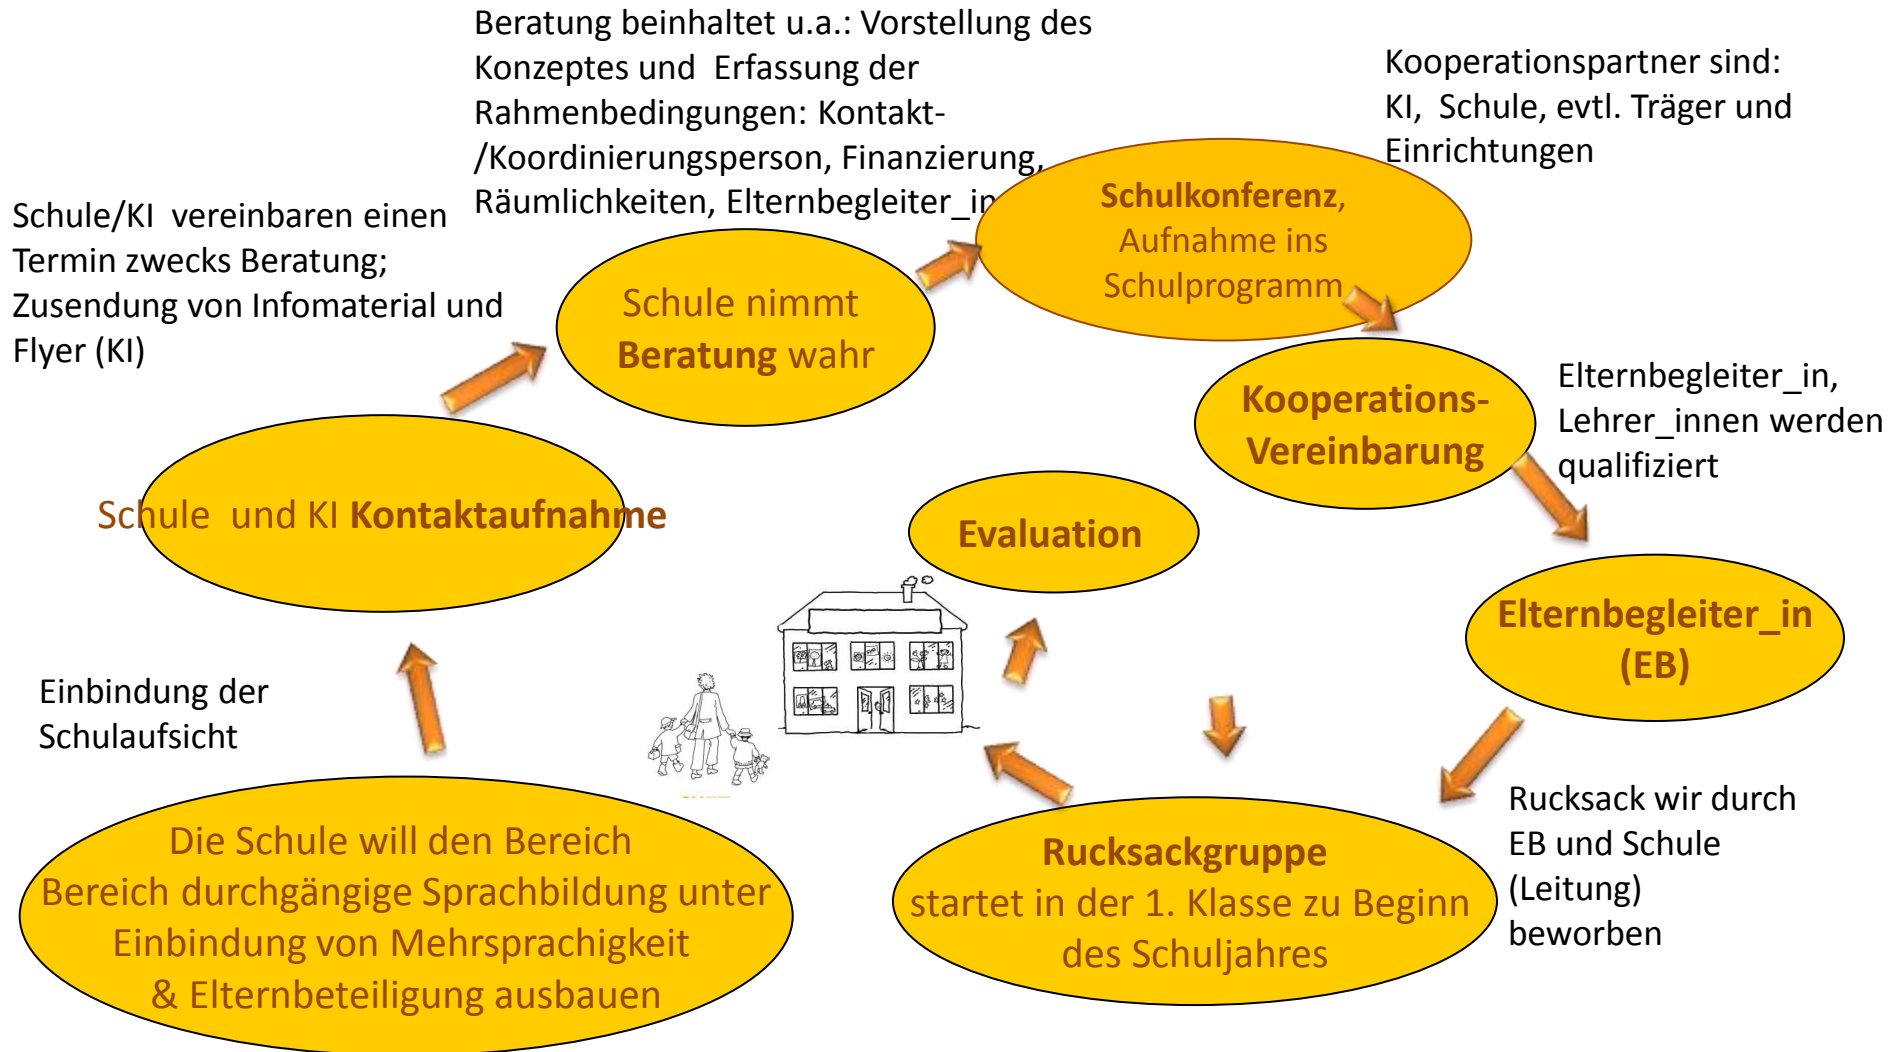 Beratung beinhaltet u.a.: Vorstellung des
Konzeptes und Erfassung der
Rahmenbedingungen: Kontakt-
/Koordinierungsperson, Finanzierung,
Räumlichkeiten, Elternbegleiter_in
Kooperationspartner sind:
KI, Schule, evtl. Träger und
Einrichtungen
Schule/KI vereinbaren einen
Termin zwecks Beratung;
Zusendung von Infomaterial und
Flyer (KI)
Schulkonferenz,
Aufnahme ins
Schulprogramm
Schule nimmt
Beratung wahr
Kooperations-
Vereinbarung
Elternbegleiter_in,
Lehrer_innen werden
qualifiziert
Schule und KI Kontaktaufnahme
Evaluation
Elternbegleiter_in
(EB)
Einbindung der
Schulaufsicht
Rucksack wir durch
EB und Schule
(Leitung)
beworben
Die Schule will den Bereich
Bereich durchgängige Sprachbildung unter
Einbindung von Mehrsprachigkeit
& Elternbeteiligung ausbauen
Rucksackgruppe
startet in der 1. Klasse zu Beginn
des Schuljahres